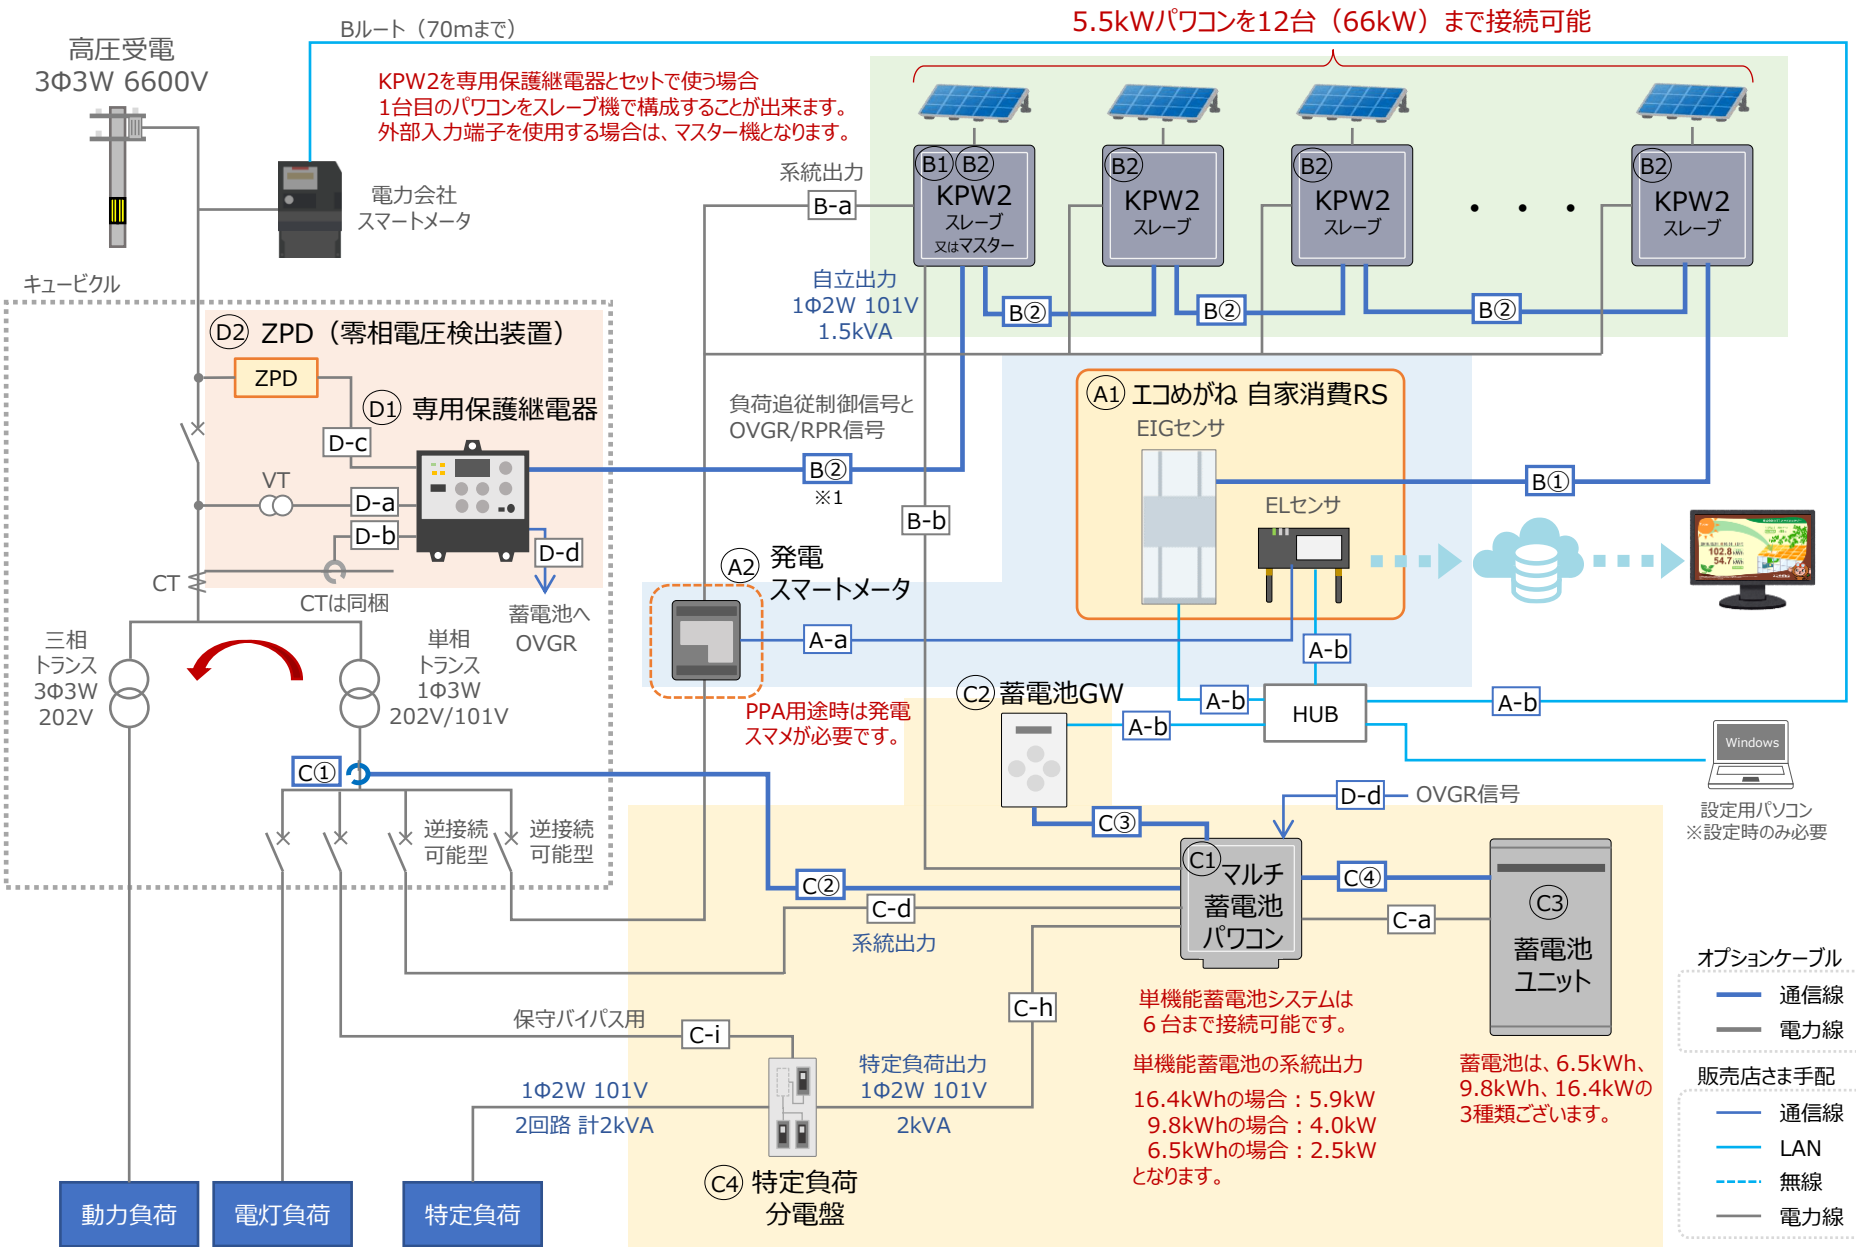 Bルート（70mまで）
5.5kWパワコンを12台（66kW）まで接続可能
高圧受電
3Φ3W 6600V
KPW2を専用保護継電器とセットで使う場合
1台目のパワコンをスレーブ機で構成することが出来ます。
外部入力端子を使用する場合は、マスター機となります。
電力会社
スマートメータ
系統出力
B-a
B1 B2
KPW2
スレーブ
又はマスター
B2
KPW2
スレーブ
B2
KPW2
スレーブ
・・・
B2
KPW2
スレーブ
自立出力
1Φ2W 101V
1.5kVA
B②
B②
B②
キュービクル
D2 ZPD（零相電圧検出装置）
ZPD
D1 専用保護継電器
D-c
VT
D-a
D-b
D-d
CT
CTは同梱
蓄電池へ
OVGR
負荷追従制御信号と
OVGR/RPR信号
B②
※1
B-b
A1 エコめがね 自家消費RS
EIGセンサ
ELセンサ
B①
102.8
54.7
A2 発電
スマートメータ
A-a
A-b
A-b
A-b
A-b
HUB
PPA用途時は発電
スマメが必要です。
C2 蓄電池GW
Windows
設定用パソコン
※設定時のみ必要
三相
トランス
3Φ3W
202V
単相
トランス
1Φ3W
202V/101V
C①
逆接続
可能型
逆接続
可能型
C③
D-d
OVGR信号
C②
C1
マルチ
蓄電池
パワコン
C④
C-a
C3
蓄電池
ユニット
C-d
系統出力
C-h
保守バイパス用
C-i
特定負荷出力
1Φ2W 101V
2kVA
1Φ2W 101V
2回路 計2kVA
C4 特定負荷
分電盤
単機能蓄電池システムは
6台まで接続可能です。
単機能蓄電池の系統出力
16.4kWhの場合：5.9kW
9.8kWhの場合：4.0kW
6.5kWhの場合：2.5kW
となります。
蓄電池は、6.5kWh、
9.8kWh、16.4kWの
3種類ございます。
オプションケーブル
通信線
電力線
販売店さま手配
通信線
LAN
無線
電力線
動力負荷
電灯負荷
特定負荷